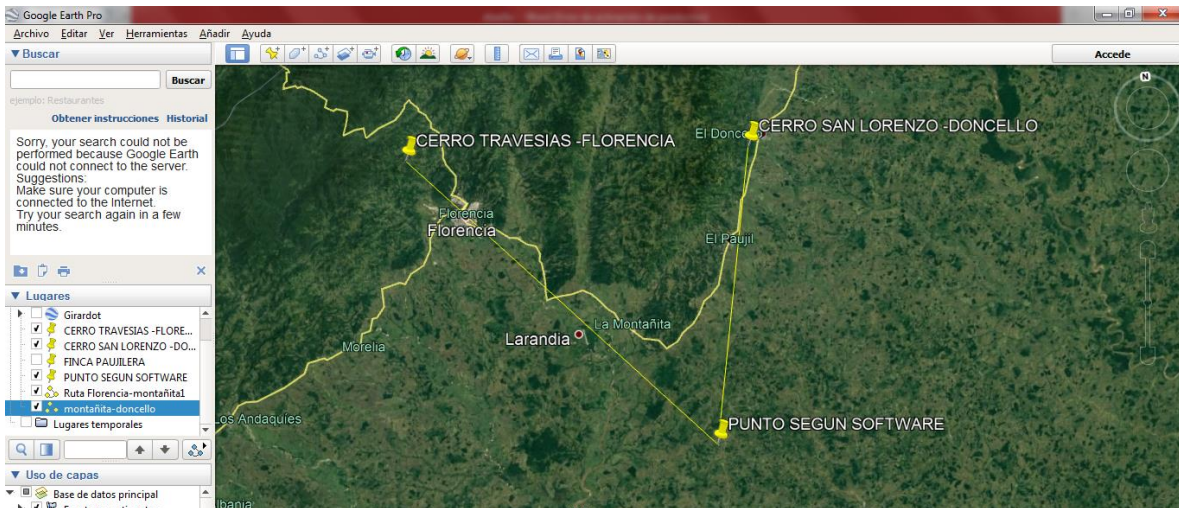 Google Earth Pro
Archivo Editar Ver Herramientas Añadir Ayuda
▼ Buscar
Buscar
ejemplo: Restaurantes
Obtener instrucciones Historial
Sorry, your search could not be
performed because Google Earth
could not connect to the server.
Suggestions:
Make sure your computer is
connected to the Internet.
Try your search again in a few
minutes.
▼ Lugares
Girardot
CERRO TRAVESIAS -FLORE...
CERRO SAN LORENZO -DO...
FINCA PAUJILERA
PUNTO SEGUN SOFTWARE
Ruta Florencia-montañita1
montañita-doncello
Lugares temporales
▼ Uso de capas
Base de datos principal
Accede
N
CERRO TRAVESIAS -FLORENCIA
El Doncello
CERRO SAN LORENZO -DONCELLO
Florencia
Florencia
El Paujil
La Montañita
Larandia
Morelia
Los Andaquíes
PUNTO SEGUN SOFTWARE